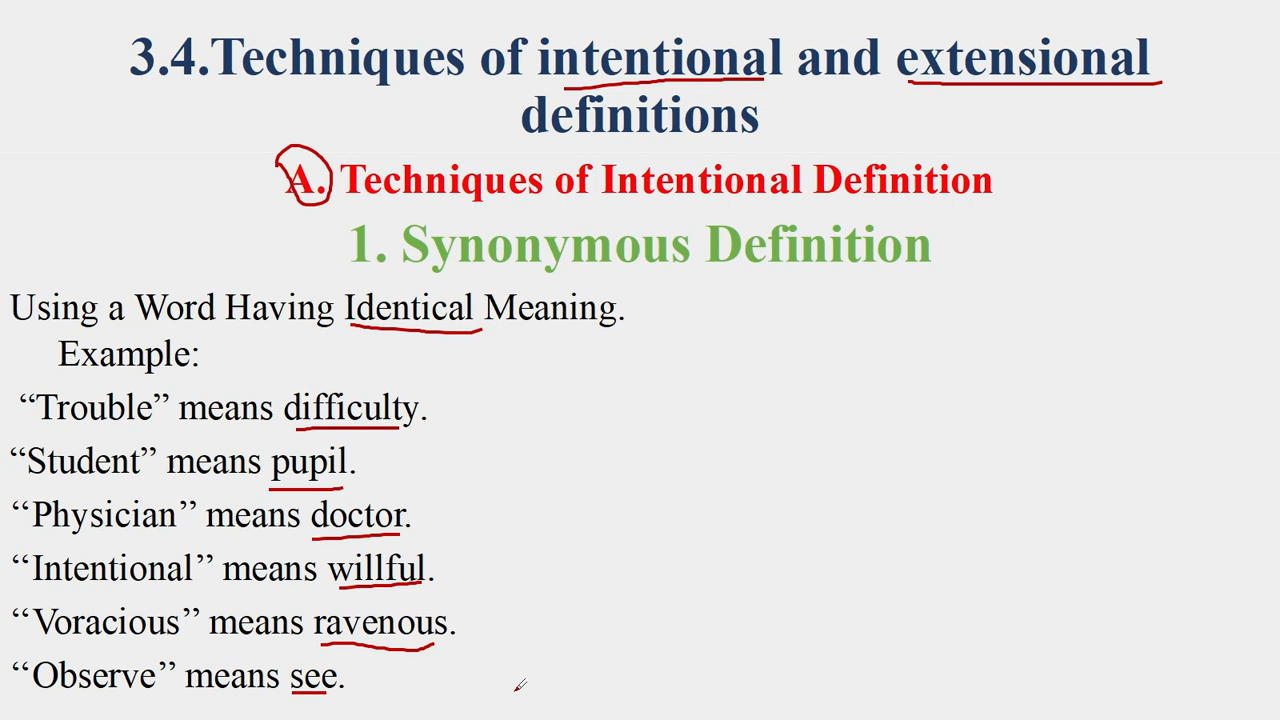 3.4.Techniques of intentional and extensional
definitions
A. Techniques of Intentional Definition
1. Synonymous Definition
Using a Word Having Identical Meaning.
Example:
“Trouble” means difficulty.
“Student” means pupil.
‘‘Physician’’ means doctor.
‘‘Intentional’’ means willful.
‘‘Voracious’’ means ravenous.
‘‘Observe’’ means see.